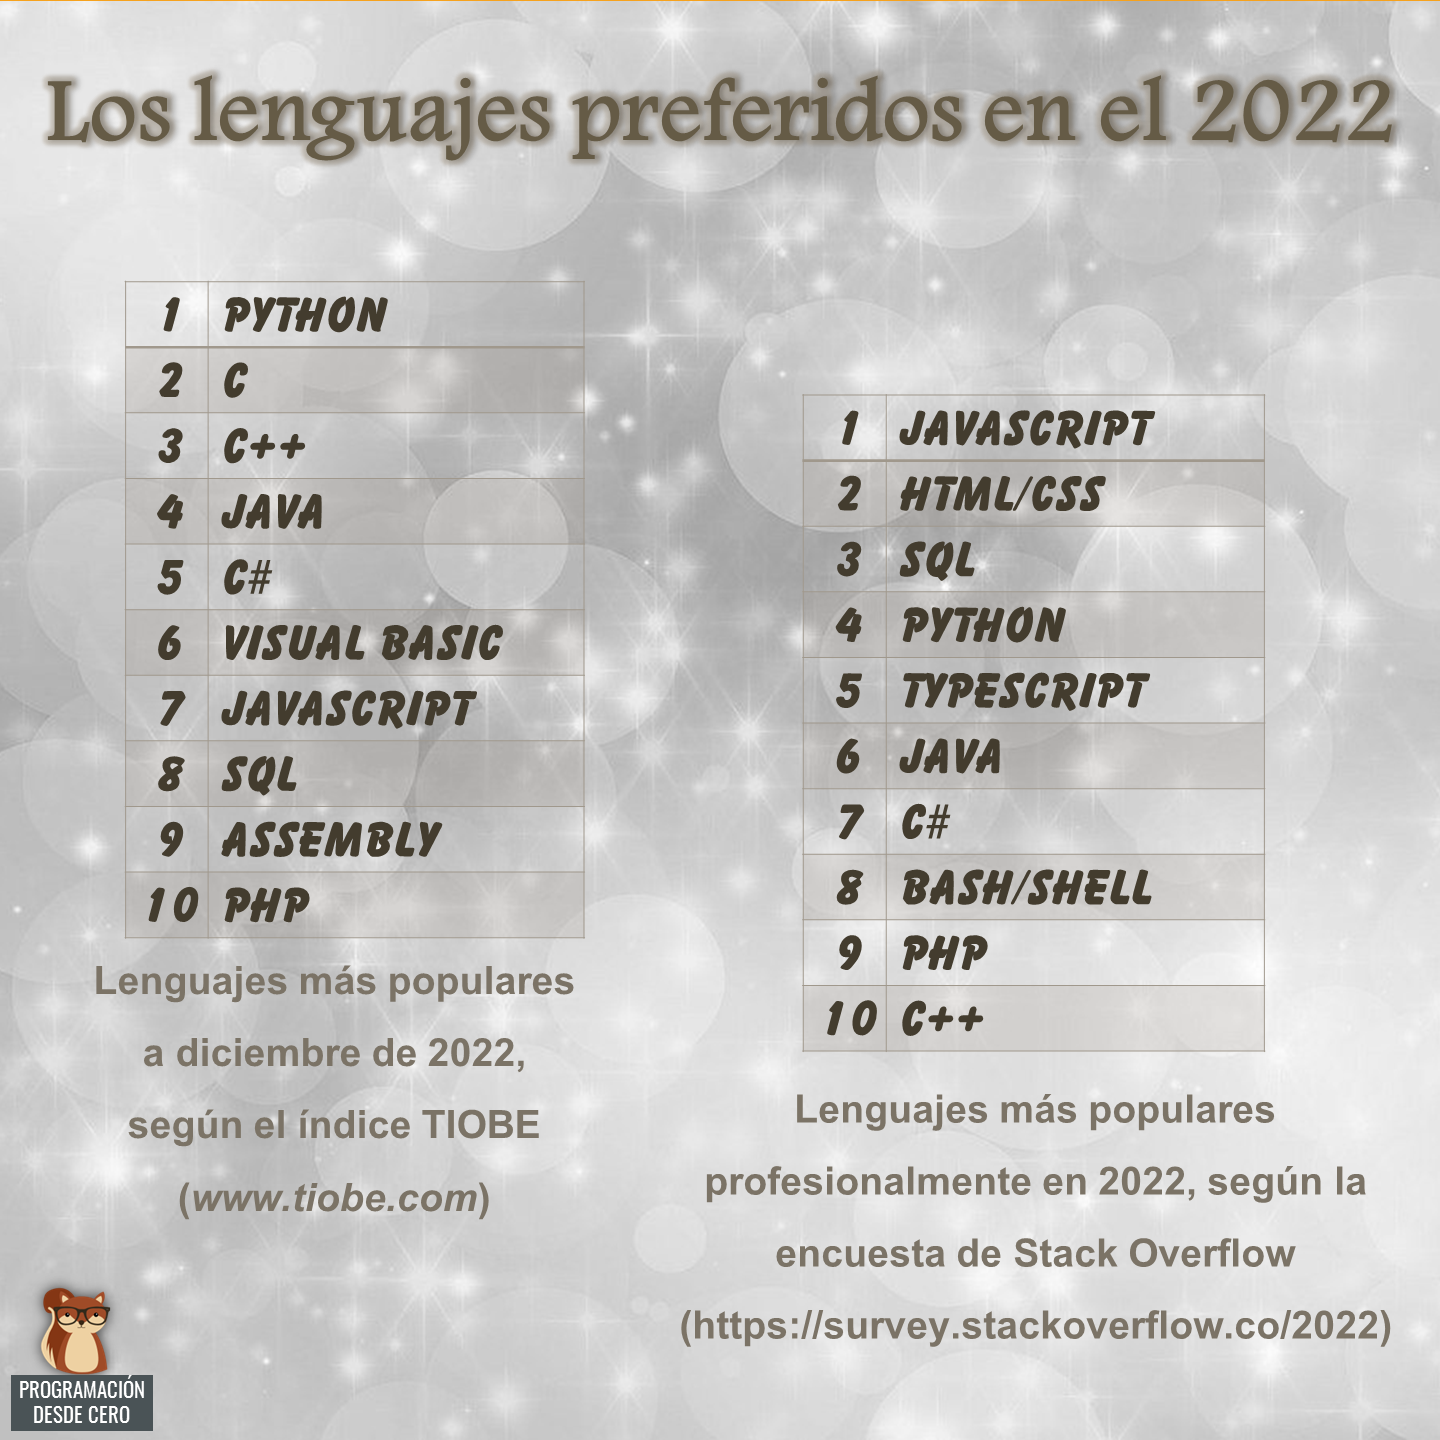 Los lenguajes preferidos en el 2022
1 PYTHON
2 C
3 C++
4 JAVA
5 C#
6 VISUAL BASIC
7 JAVASCRIPT
8 SQL
9 ASSEMBLY
10 PHP
Lenguajes más populares
a diciembre de 2022,
según el índice TIOBE
(www.tiobe.com)
1 JAVASCRIPT
2 HTML/CSS
3 SQL
4 PYTHON
5 TYPESCRIPT
6 JAVA
7 C#
8 BASH/SHELL
9 PHP
10 C++
Lenguajes más populares
profesionalmente en 2022, según la
encuesta de Stack Overflow
(https://survey.stackoverflow.co/2022)
PROGRAMACIÓN
DESDE CERO